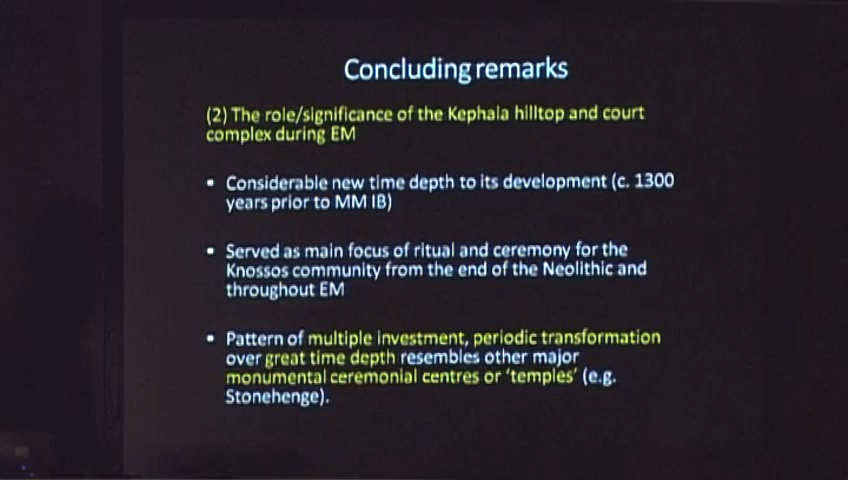 Concluding remarks
(2) The role/significance of the Kephala hilltop and court
complex during EM
▪ Considerable new time depth to its development (c. 1300
years prior to MM IB)
▪ Served as main focus of ritual and ceremony for the
Knossos community from the end of the Neolithic and
throughout EM
▪ Pattern of multiple investment, periodic transformation
over great time depth resembles other major
monumental ceremonial centres or ‘temples’ (e.g.
Stonehenge).